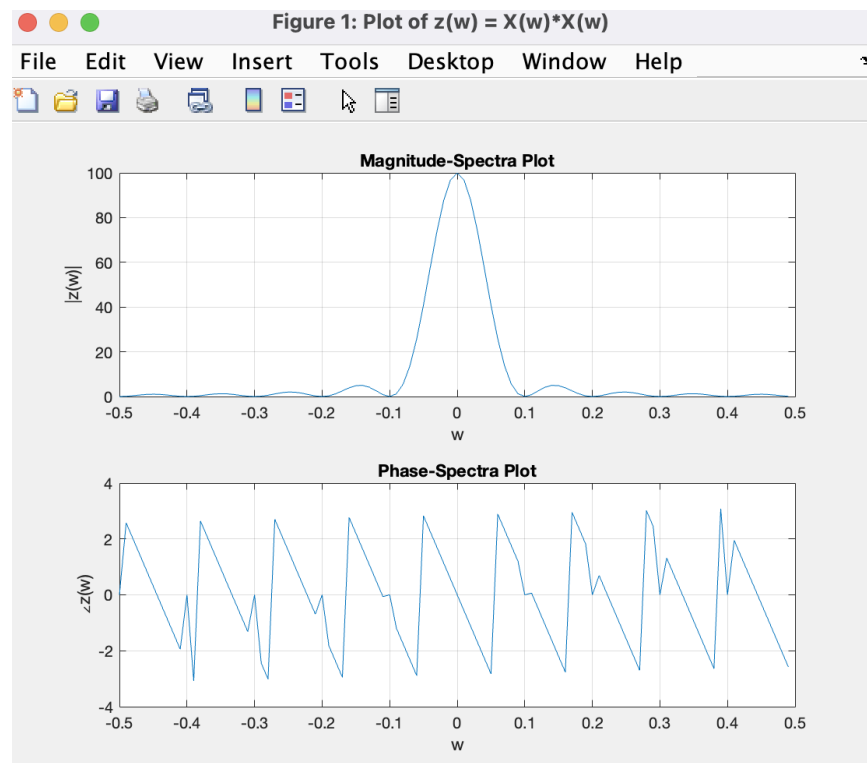 Figure 1: Plot of z(w) = X(w)*X(w)
File Edit View Insert Tools Desktop Window Help
Magnitude-Spectra Plot
100
80
60
40
20
0
|z(w)|
-0.5 -0.4 -0.3 -0.2 -0.1 0 0.1 0.2 0.3 0.4 0.5
w
Phase-Spectra Plot
4
2
0
-2
-4
∠z(w)
-0.5 -0.4 -0.3 -0.2 -0.1 0 0.1 0.2 0.3 0.4 0.5
w